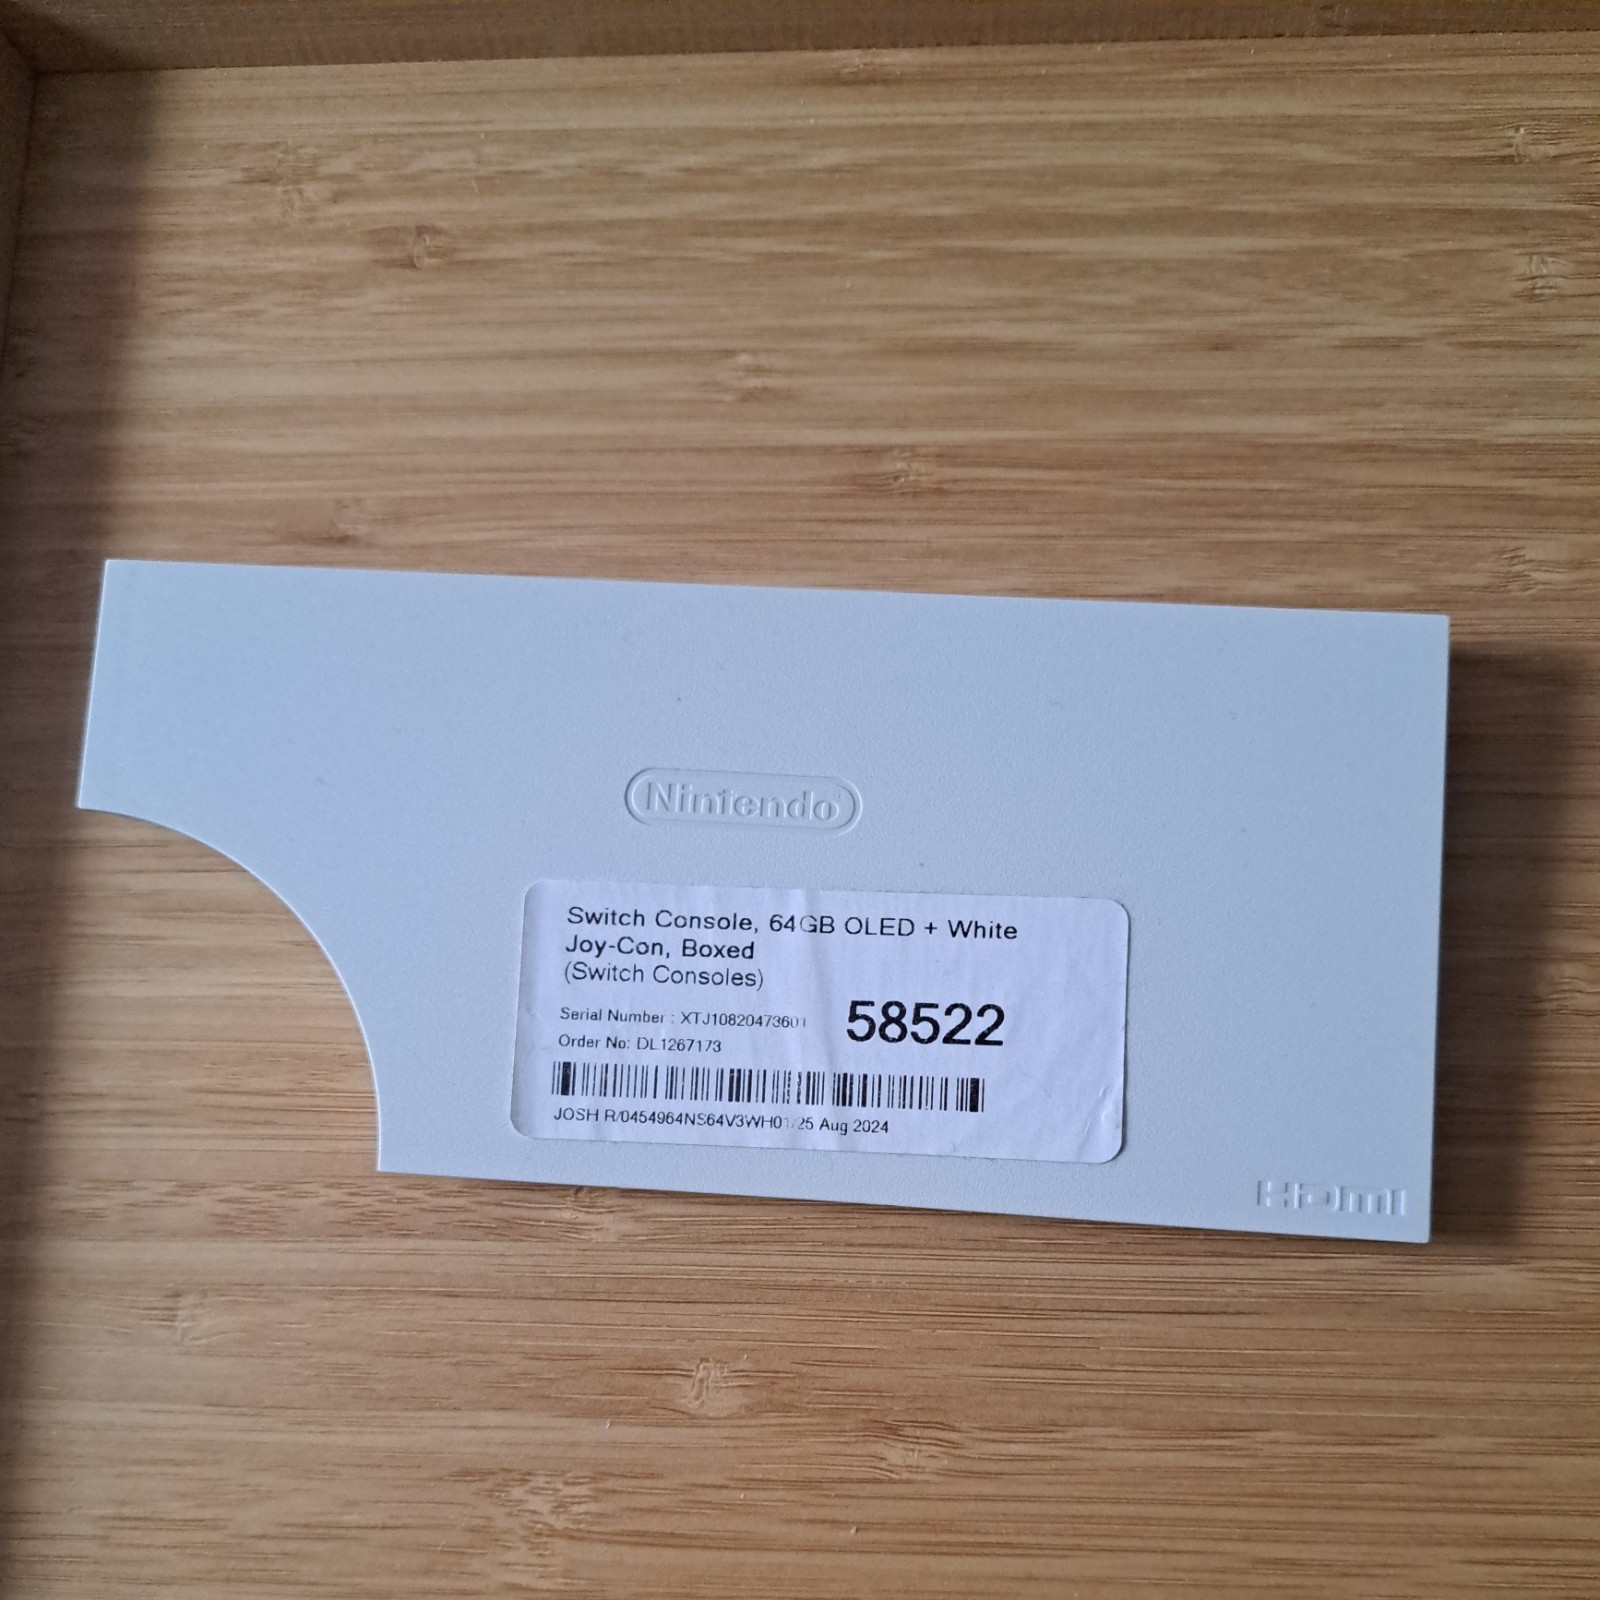 Nintendo
Switch Console, 64GB OLED + White
Joy-Con, Boxed
(Switch Consoles)
Serial Number : XTJ10820473601
58522
Order No: DL1267173
JOSH R/0454964NS64V3WH01/25 Aug 2024
HDMI